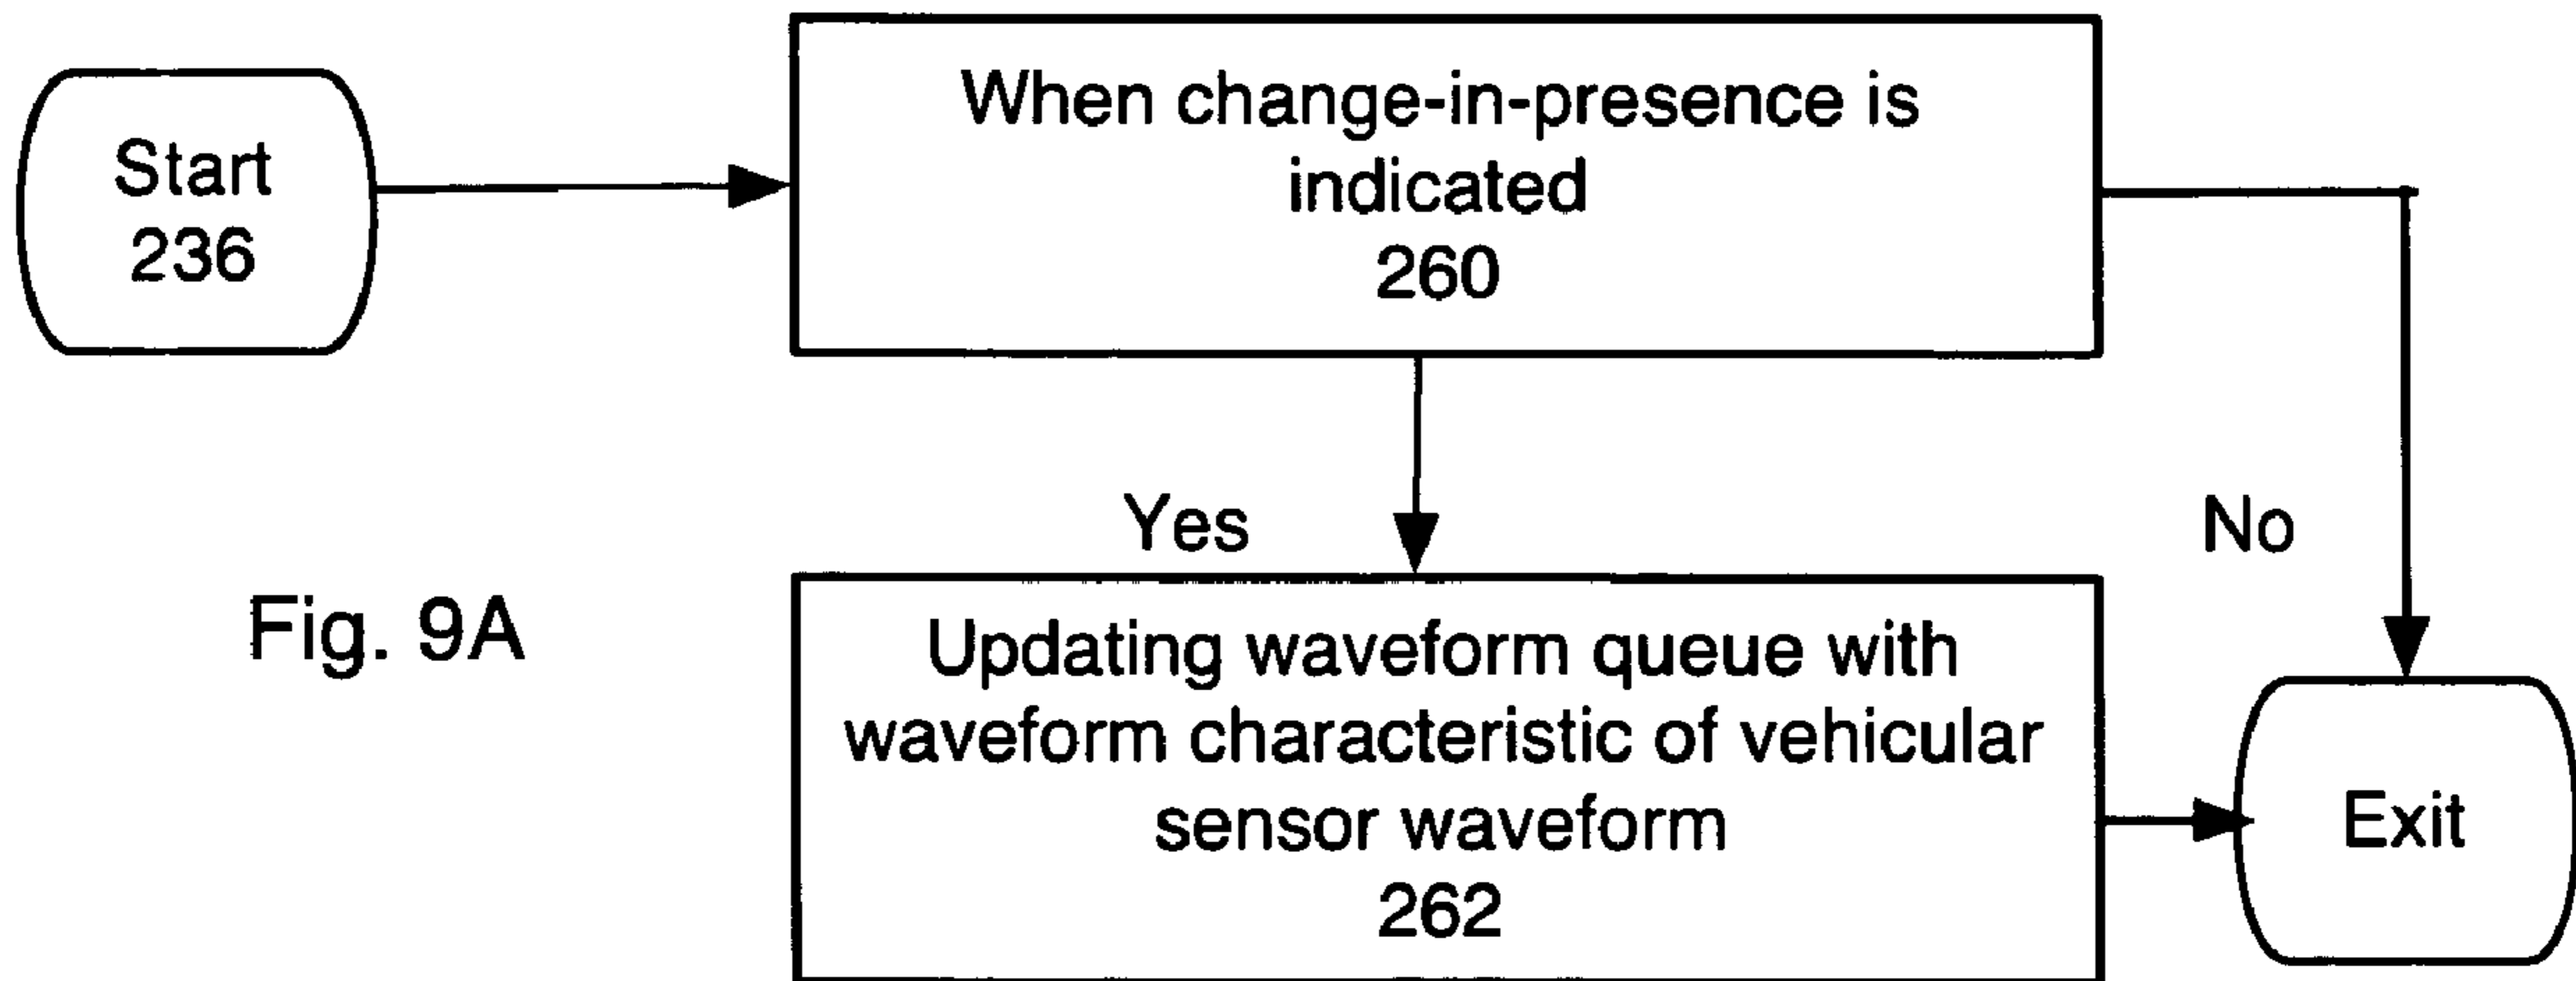 Start
236
When change-in-presence is
indicated
260
Yes
No
Fig. 9A
Updating waveform queue with
waveform characteristic of vehicular
sensor waveform
262
Exit